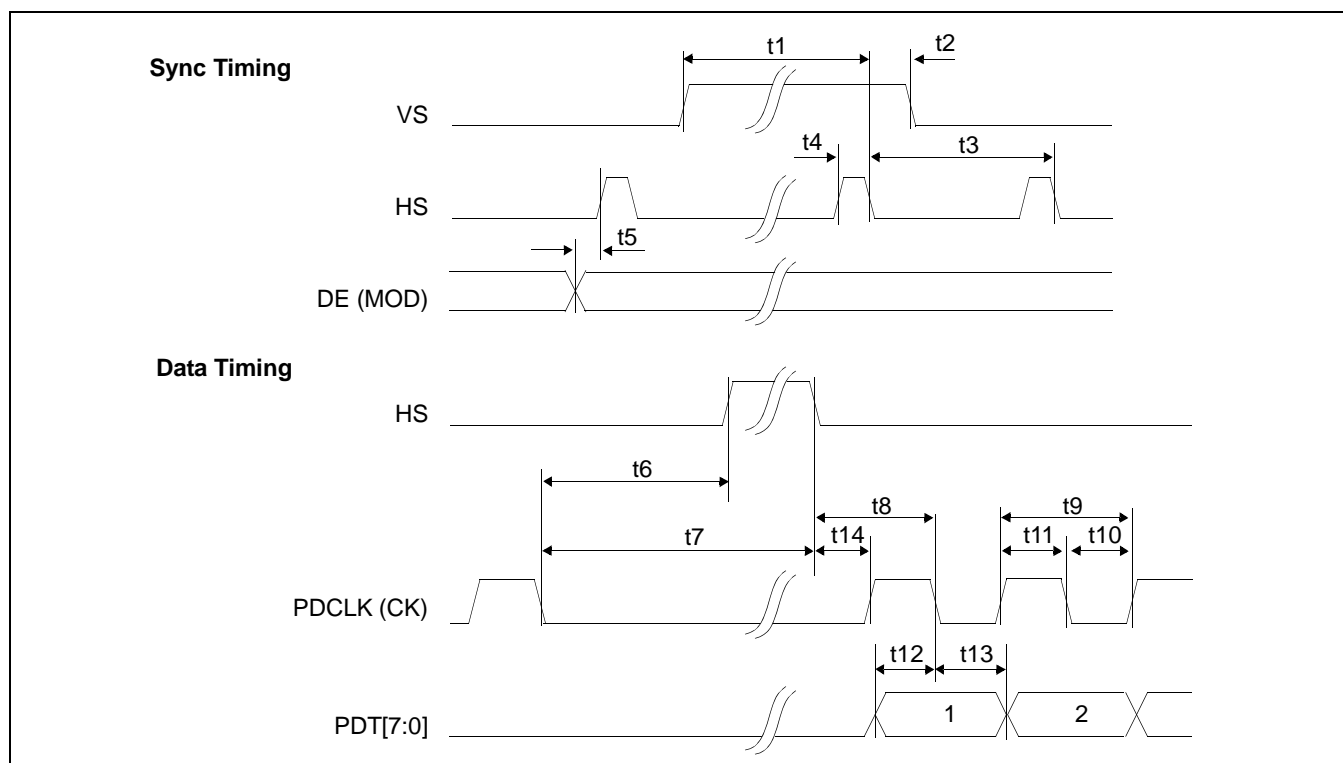 Sync Timing
t1
t2
VS
t4
t3
HS
t5
DE (MOD)
Data Timing
HS
t6
t8
t9
t7
t14
t11
t10
PDCLK (CK)
t12
t13
PDT[7:0]
1
2